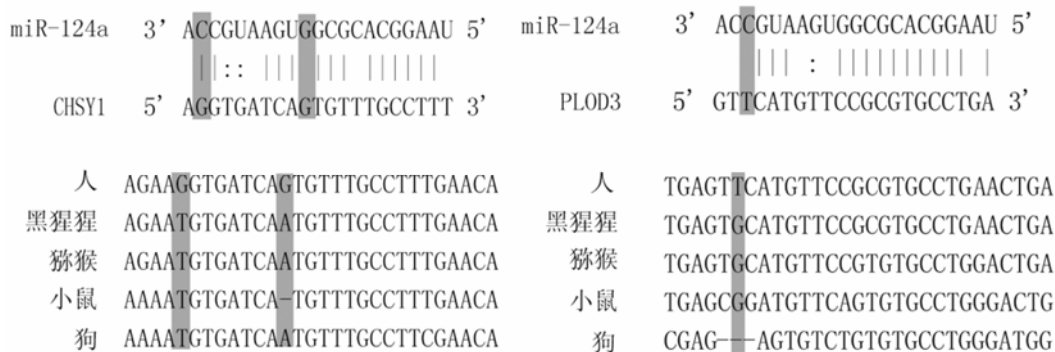 miR-124a 3’ ACCGUAAGUGGCGCACGGAAU 5’
CHSY1 5’ AGGTGATCAGTGTTTGCCTTT 3’
人 AGAAGGTGATCAGTGTTTGCCTTTGAACA
黑猩猩 AGAATGTGATCAATGTTTGCCTTTGAACA
猕猴 AGAATGTGATCAATGTTTGCCTTTGAACA
小鼠 AAAATGTGATCA-TGTTTGCCTTTGAACA
狗 AAAATGTGATCAATGTTTGCCTTCGAACA
miR-124a 3’ ACCGUAAGUGGCGCACGGAAU 5’
PLOD3 5’ GTTCATGTTCCGCGTGCCTGA 3’
人 TGAGTTCATGTTCCGCGTGCCTGAACTGA
黑猩猩 TGAGTGCATGTTCCGCGTGCCTGAACTGA
猕猴 TGAGTGCATGTTCCGTGTGCCTGGACTGA
小鼠 TGAGCGGATGTTCAGTGTGCCTGGGACTG
狗 CGAG---AGTGTCTGTGTGCCTGGGATGG